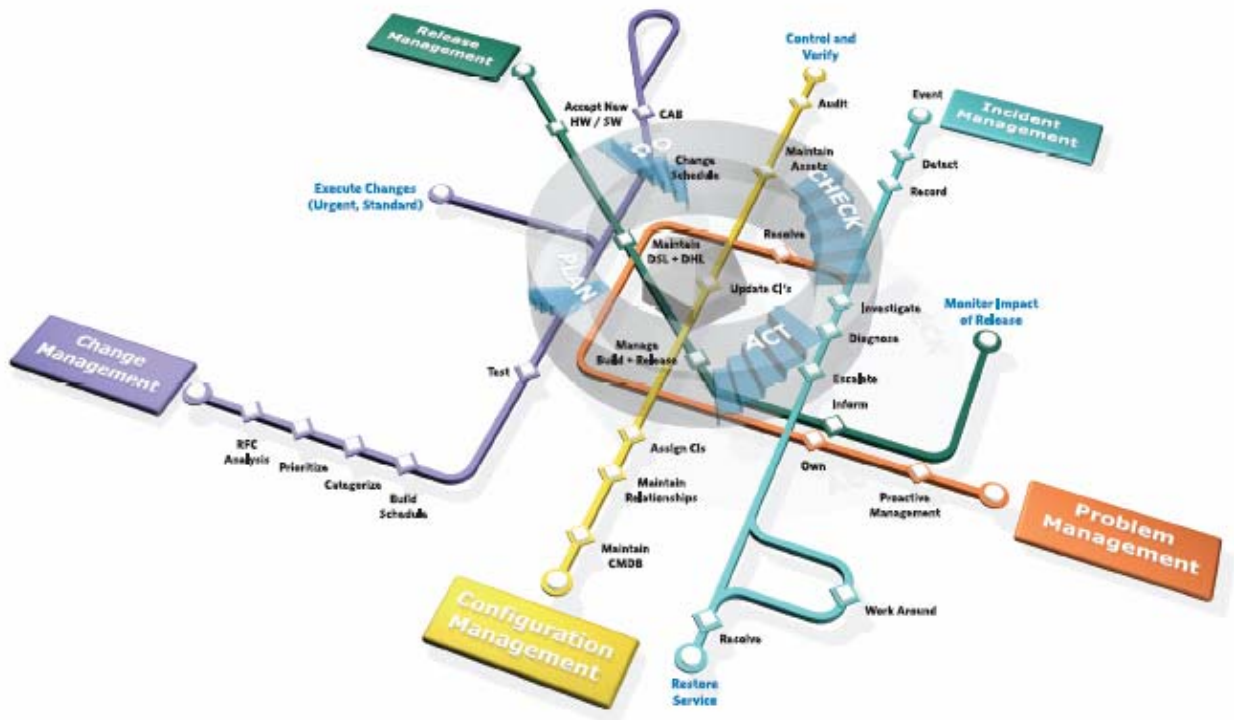 Release
Management
Accept New
HW / SW
CAB
DO
Change
Schedule
Control and
Verify
Audit
Maintain
Assets
CHECK
Event
Incident
Management
Detect
Record
Execute Changes
(Urgent, Standard)
PLAN
Maintain
DSL + DHL
Resolve
Update CI's
Investigate
Diagnose
Escalate
Inform
Monitor Impact
of Release
ACT
Manage
Build + Release
Change
Management
Test
RFC
Analysis
Prioritize
Categorize
Build
Schedule
Assign CIs
Maintain
Relationships
Maintain
CMDB
Configuration
Management
Own
Proactive
Management
Problem
Management
Work Around
Resolve
Restore
Service